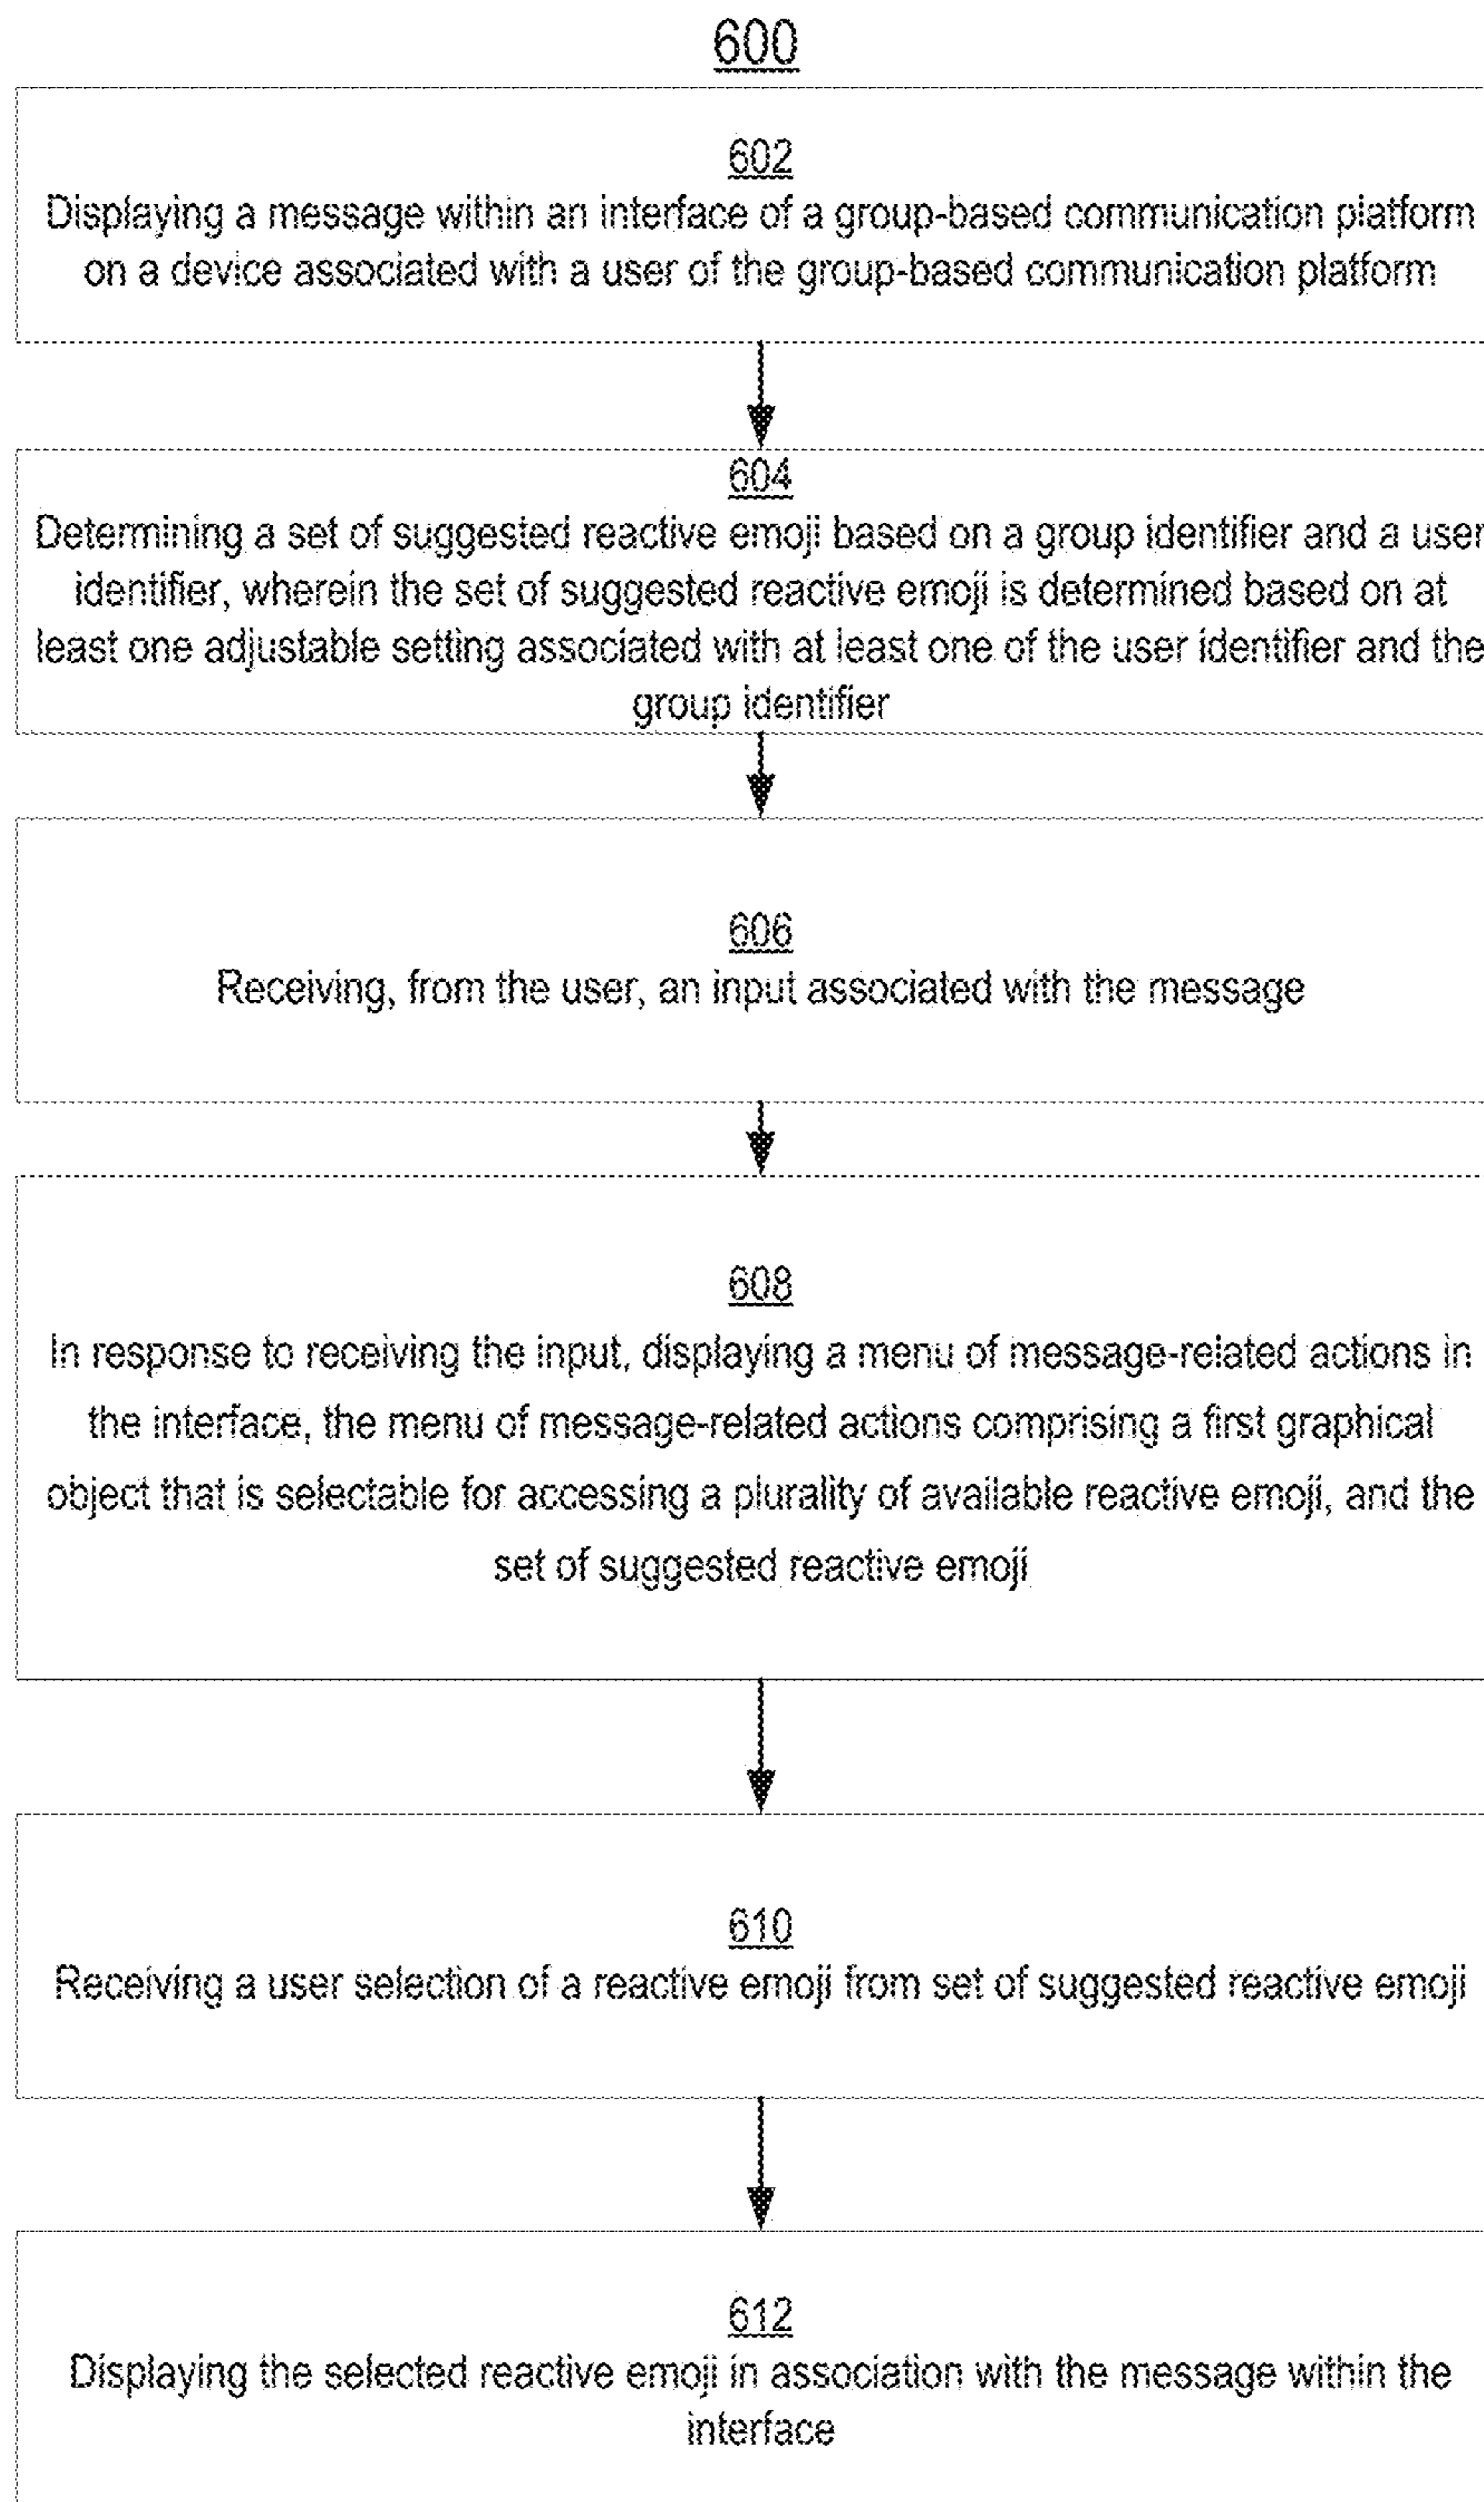 600
602
Displaying a message within an interface of a group-based communication platform
on a device associated with a user of the group-based communication platform
604
Determining a set of suggested reactive emoji based on a group identifier and a user
identifier, wherein the set of suggested reactive emoji is determined based on at
least one adjustable setting associated with at least one of the user identifier and the
group identifier
606
Receiving, from the user, an input associated with the message
608
In response to receiving the input, displaying a menu of message-related actions in
the interface, the menu of message-related actions comprising a first graphical
object that is selectable for accessing a plurality of available reactive emoji, and the
set of suggested reactive emoji
610
Receiving a user selection of a reactive emoji from set of suggested reactive emoji
612
Displaying the selected reactive emoji in association with the message within the
interface